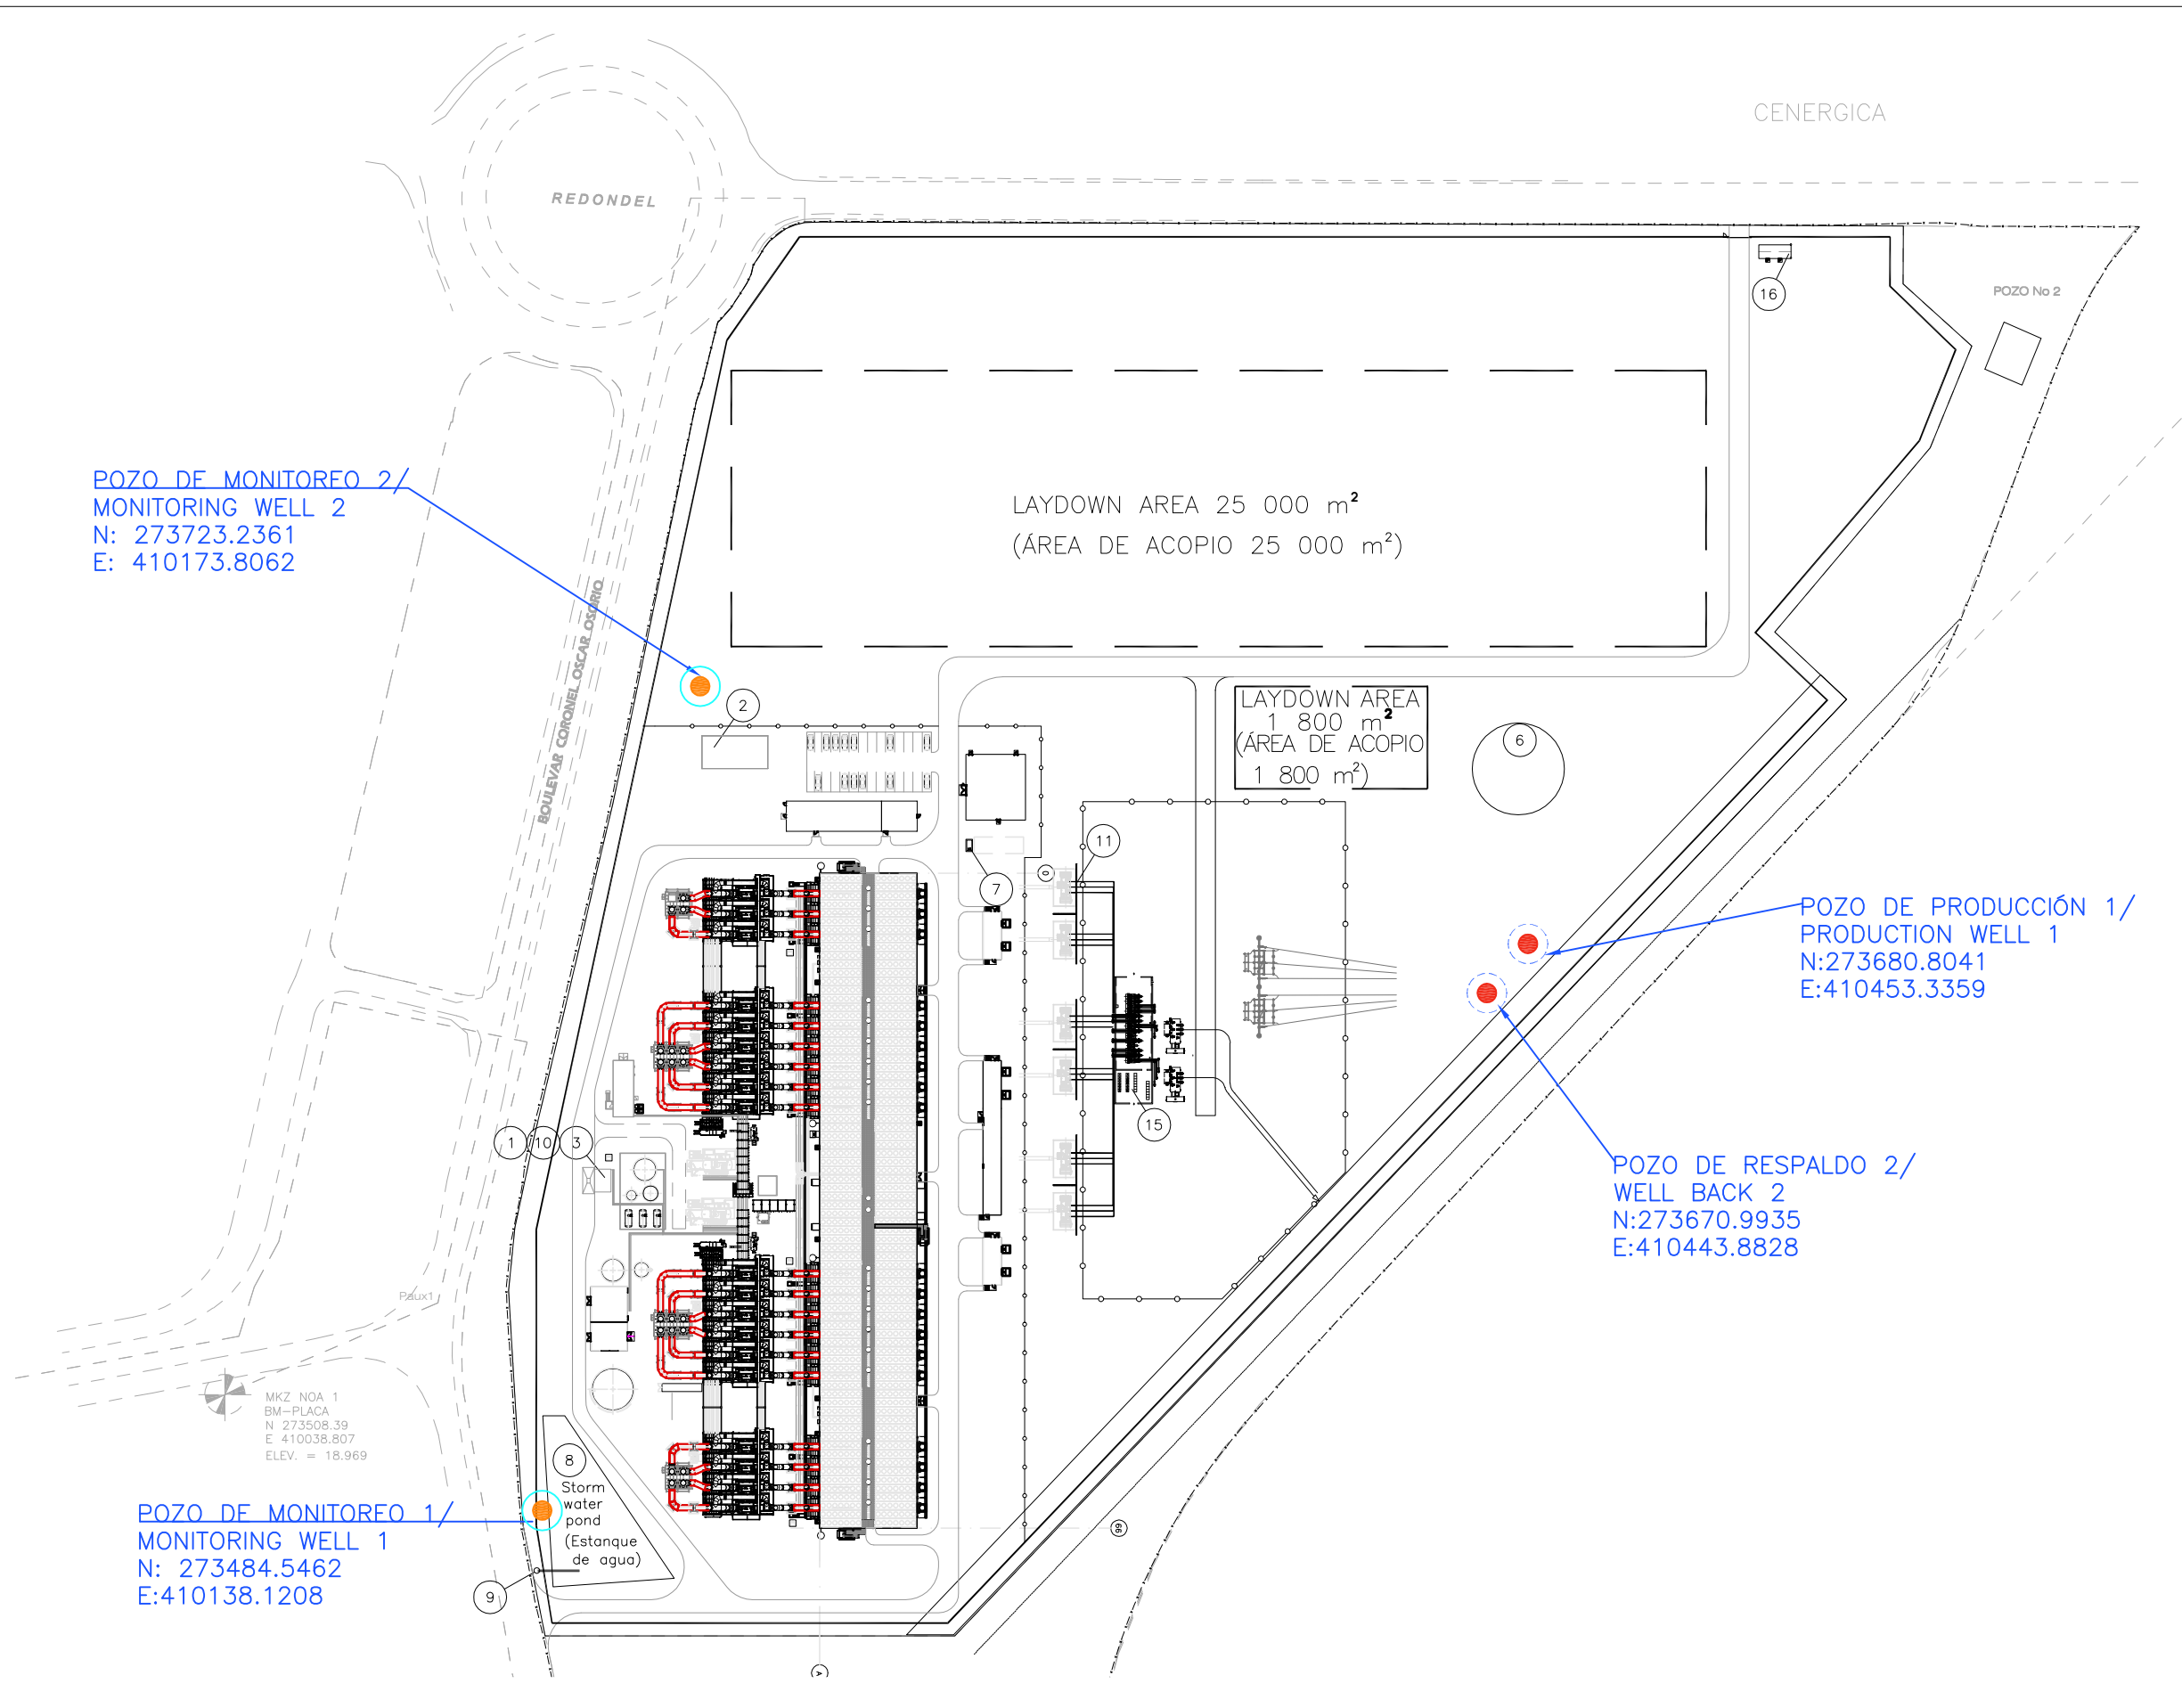 CENERGICA
REDONDEL
16
POZO No 2
POZO DE MONITOREO 2/
MONITORING WELL 2
N: 273723.2361
E: 410173.8062
LAYDOWN AREA 25 000 m²
(ÁREA DE ACOPIO 25 000 m²)
BOULEVAR CORONEL OSCAR OSORIO
2
LAYDOWN AREA
1 800 m²
(ÁREA DE ACOPIO
1 800 m²)
6
11
0
7
POZO DE PRODUCCIÓN 1/
PRODUCTION WELL 1
N:273680.8041
E:410453.3359
15
1
10
3
POZO DE RESPALDO 2/
WELL BACK 2
N:273670.9935
E:410443.8828
Paux1
MKZ NOA 1
BM-PLACA
N 273508.39
E 410038.807
ELEV. = 18.969
8
Storm
water
pond
(Estanque
de agua)
POZO DE MONITOREO 1/
MONITORING WELL 1
N: 273484.5462
E:410138.1208
9
66
A